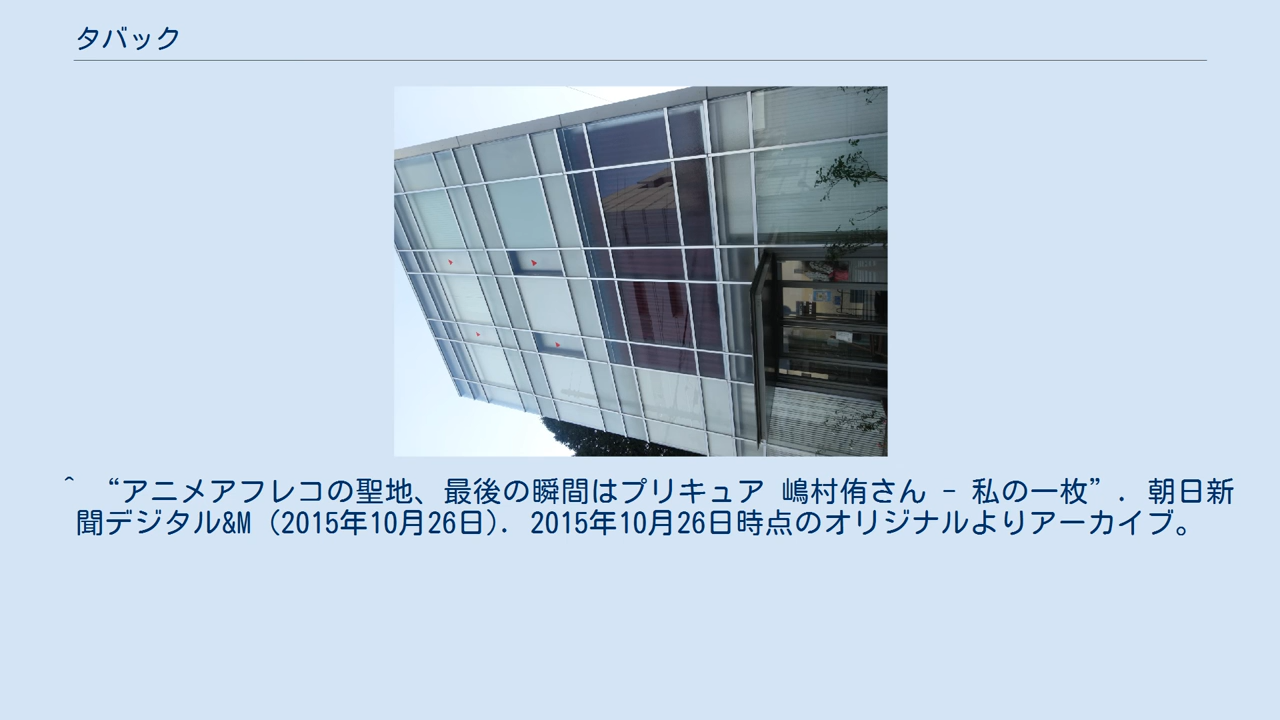 タバック
^ “アニメアフレコの聖地、最後の瞬間はプリキュア 嶋村侑さん - 私の一枚”. 朝日新
聞デジタル&M (2015年10月26日). 2015年10月26日時点のオリジナルよりアーカイブ。